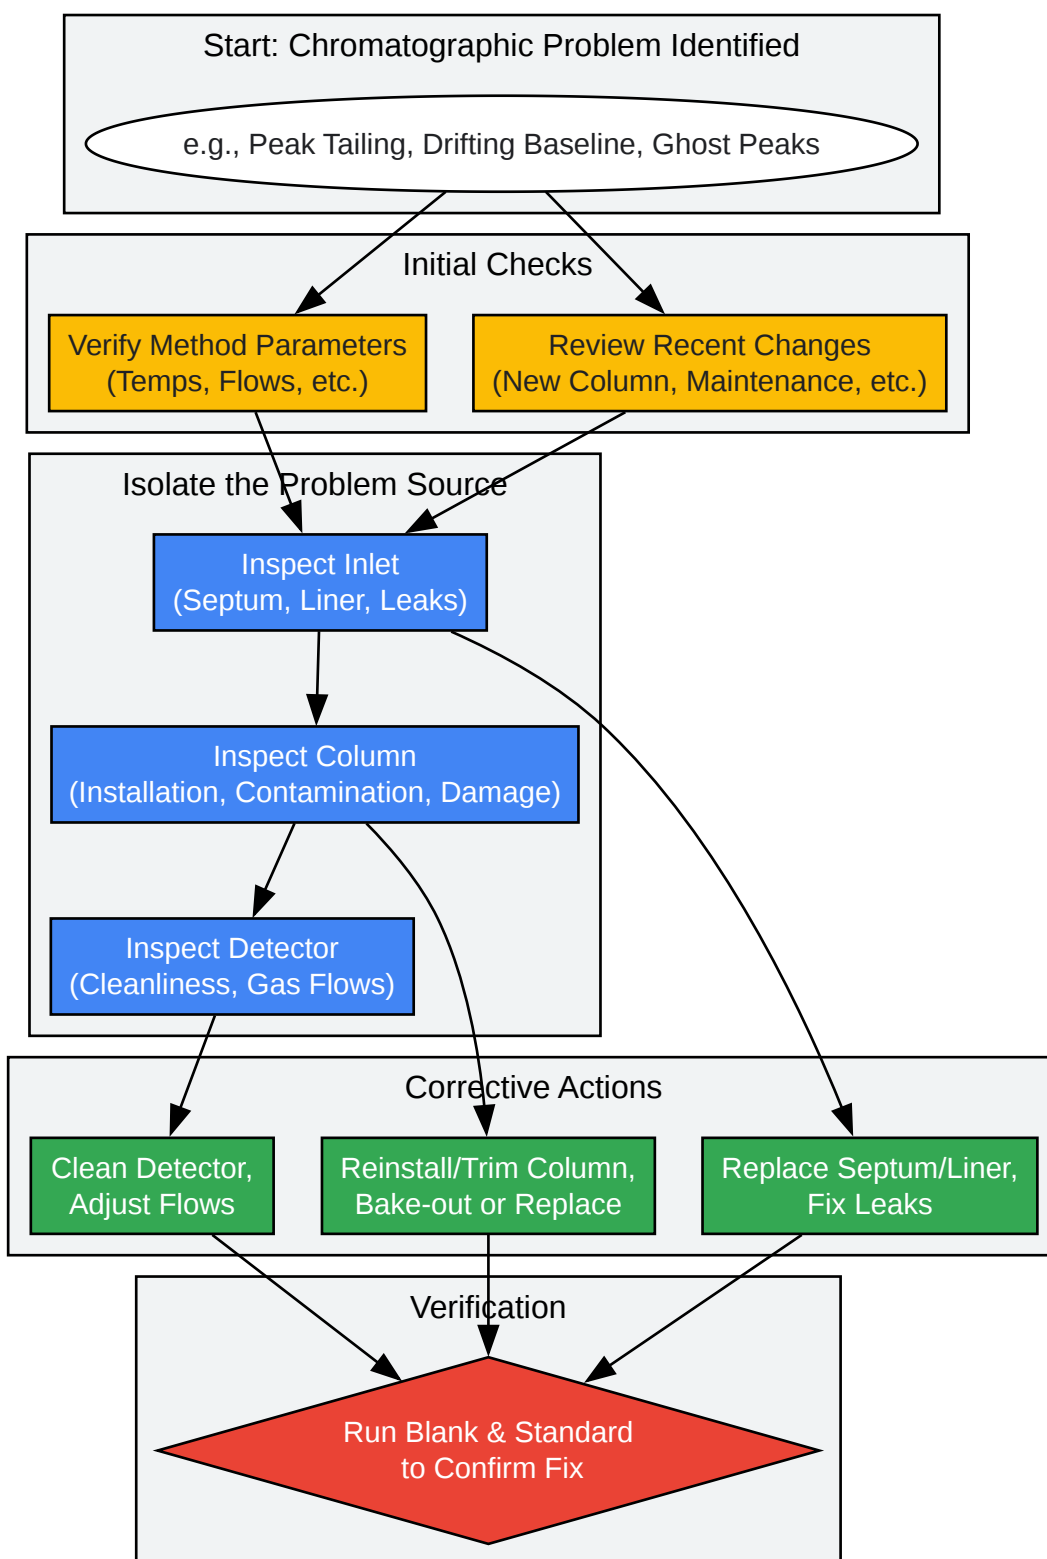 Start: Chromatographic Problem Identified
e.g., Peak Tailing, Drifting Baseline, Ghost Peaks
Initial Checks
Verify Method Parameters
(Temps, Flows, etc.)
Review Recent Changes
(New Column, Maintenance, etc.)
Isolate the Problem Source
Inspect Inlet
(Septum, Liner, Leaks)
Inspect Column
(Installation, Contamination, Damage)
Inspect Detector
(Cleanliness, Gas Flows)
Corrective Actions
Clean Detector,
Adjust Flows
Reinstall/Trim Column,
Bake-out or Replace
Replace Septum/Liner,
Fix Leaks
Verification
Run Blank & Standard
to Confirm Fix